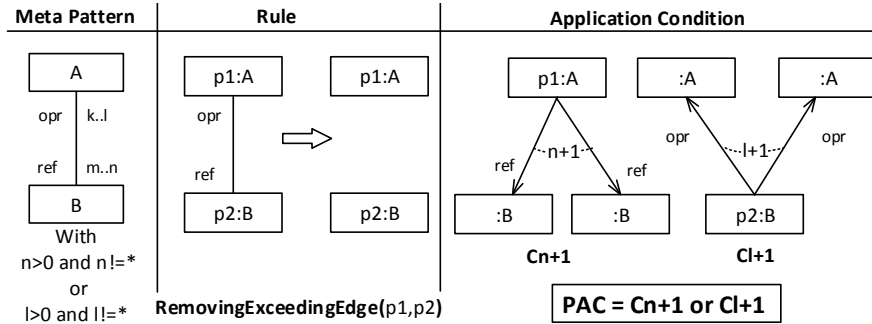 Meta Pattern
Rule
Application Condition
A
opr k..l
ref m..n
B
With
n>0 and n!=*
or
l>0 and l!=*
p1:A p1:A
opr
ref
p2:B p2:B
RemovingExceedingEdge(p1,p2)
p1:A
n+1
ref
ref
:B :B
Cn+1
:A :A
opr
opr
l+1
p2:B
Cl+1
PAC = Cn+1 or Cl+1